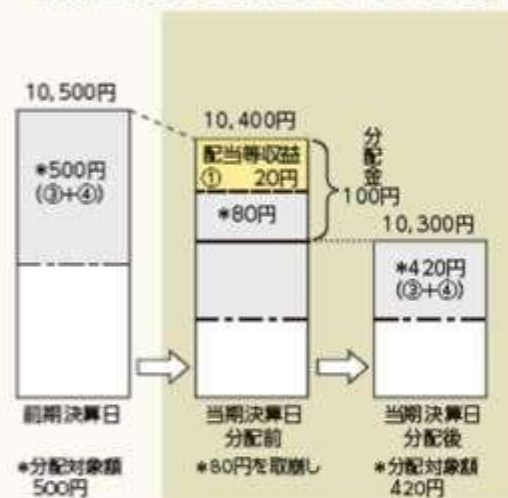 10,500円
*500円
(③+④)
10,400円
配当等収益
① 20円
*80円
分配金
100円
10,300円
*420円
(③+④)
前期決算日
当期決算日
分配前
当期決算日
分配後
*分配対象額
500円
*80円を取崩し
*分配対象額
420円